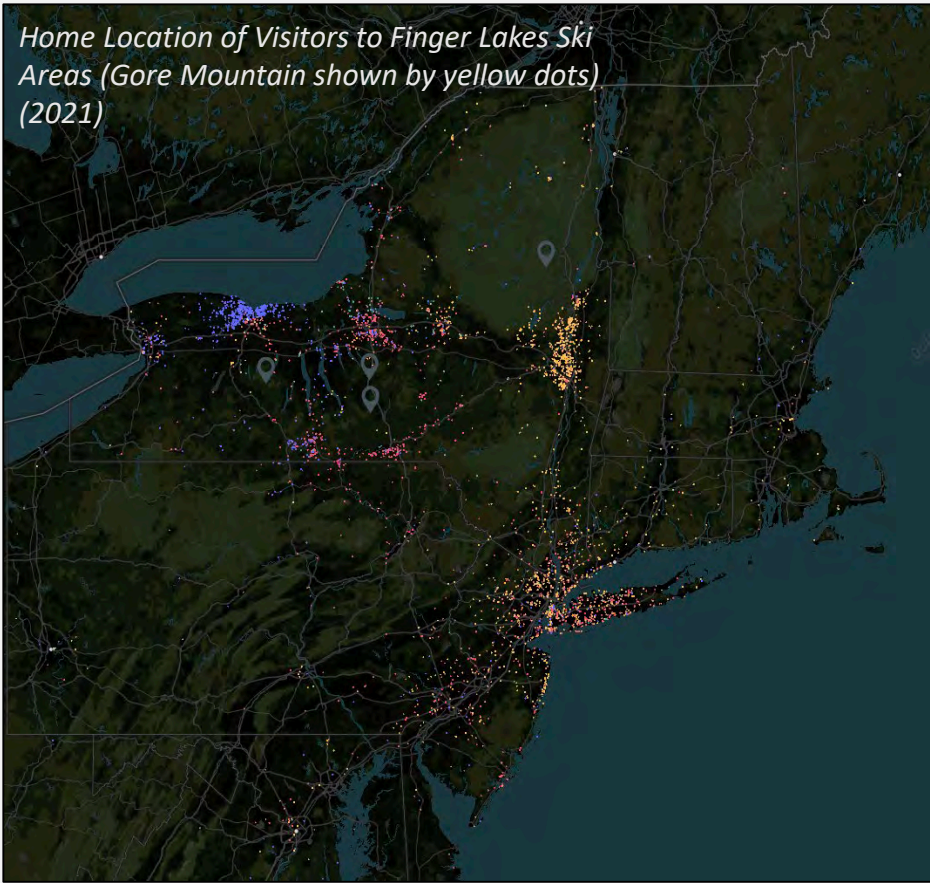 Home Location of Visitors to Finger Lakes Ski
Areas (Gore Mountain shown by yellow dots)
(2021)